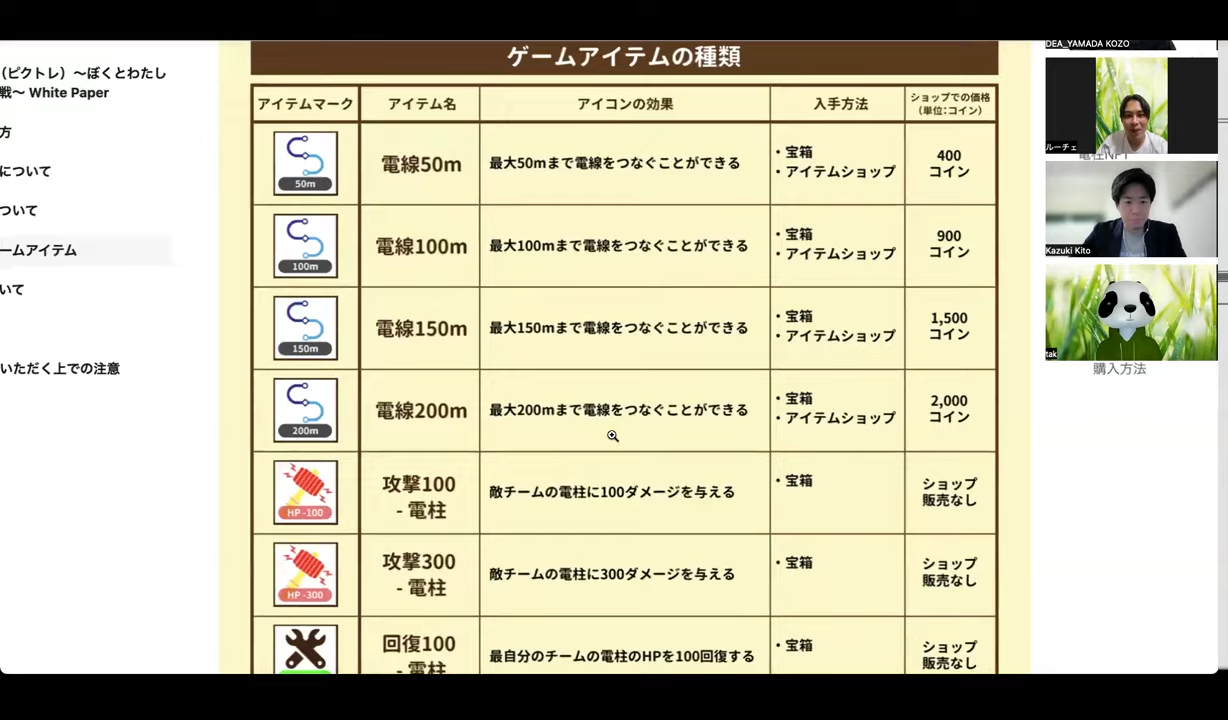 （ピクトレ）〜ぼくとわたし
戦〜 White Paper
方
について
ついて
ームアイテム
いて
いただく上での注意
ゲームアイテムの種類
アイテムマーク
アイテム名
アイコンの効果
入手方法
ショップでの価格
（単位:コイン）
50m
電線50m
最大50mまで電線をつなぐことができる
・宝箱
・アイテムショップ
400
コイン
100m
電線100m
最大100mまで電線をつなぐことができる
・宝箱
・アイテムショップ
900
コイン
150m
電線150m
最大150mまで電線をつなぐことができる
・宝箱
・アイテムショップ
1,500
コイン
200m
電線200m
最大200mまで電線をつなぐことができる
・宝箱
・アイテムショップ
2,000
コイン
HP -100
攻撃100
- 電柱
敵チームの電柱に100ダメージを与える
・宝箱
ショップ
販売なし
HP -300
攻撃300
- 電柱
敵チームの電柱に300ダメージを与える
・宝箱
ショップ
販売なし
回復100
- 電柱
最自分のチームの電柱のHPを100回復する
・宝箱
ショップ
販売なし
DEA_YAMADA KOZO
ルーチェ
電柱NFT
Kazuki Kito
tak
購入方法